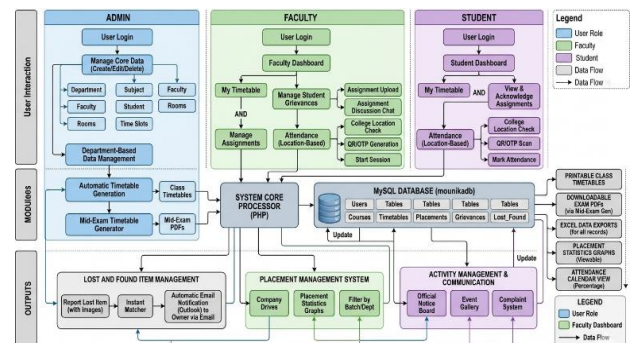 ADMIN
User Login
Manage Core Data
(Create/Edit/Delete)
Department
Subject
Faculty
Faculty
Student
Rooms
Rooms
Time Slots
Department-Based
Data Management
Automatic Timetable
Generation
Class
Timetables
Mid-Exam Timetable
Generator
Mid-Exam
PDFs
FACULTY
User Login
Faculty Dashboard
My Timetable
AND
Manage
Assignments
Manage Student
Grievances
Assignment Upload
Assignment
Discussion Chat
Attendance
(Location-Based)
College Location
Check
QR/OTP Generation
Start Session
STUDENT
User Login
Student Dashboard
My Timetable
AND
View &
Acknowledge
Assignments
Attendance
(Location-Based)
College
Location Check
QR/OTP Scan
Mark Attendance
Legend
User Role
Faculty
Student
Data Flow
Data Flow
User Interaction
MODUlees
OUTPUTS
SYSTEM CORE
PROCESSOR
(PHP)
MySQL DATABASE (mounikadb)
Users
Tables
Tables
Tables
Tables
Courses
Timetables
Placements
Grievances
Lost_Found
Update
Update
PRINTABLE CLASS
TIMETABLES
DOWNLOADABLE
EXAM PDFs
(via Mid-Exam Gen)
EXCEL DATA EXPORTS
(for all records)
PLACEMENT
STATISTICS GRAPHS
(Viewable)
ATTENDANCE
CALENDAR VIEW
(Percentage)
LOST AND FOUND ITEM MANAGEMENT
Report Lost Item
(with Images)
Instant
Matcher
Automatic Email
Notification
(Outlook) to
Owner via Email
PLACEMENT MANAGEMENT SYSTEM
Company
Drives
Placement
Statistics
Graphs
Filter by
Batch/Dept
ACTIVITY MANAGEMENT &
COMMUNICATION
Official
Notice
Board
Event
Gallery
Complaint
System
LEGEND
User Role
Faculty Dashboard
Data Flow